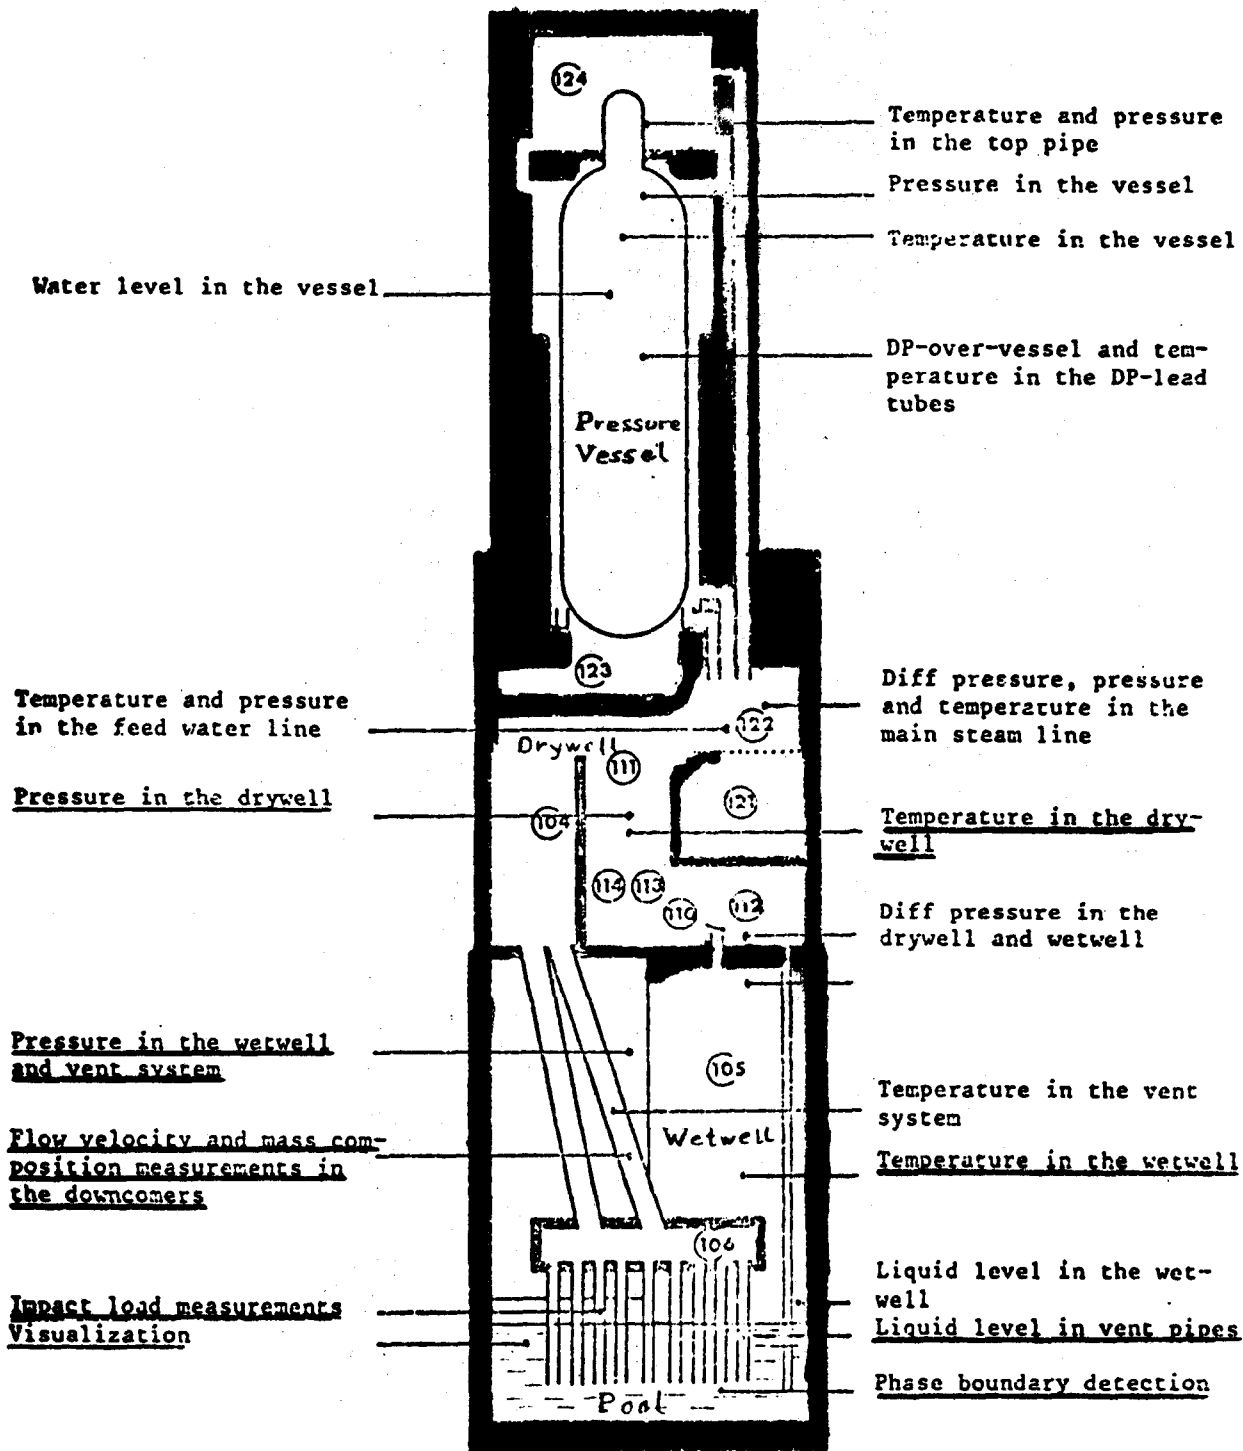 124
Temperature and pressure
in the top pipe
Pressure in the vessel
Temperature in the vessel
Water level in the vessel
DP-over-vessel and tem-
perature in the DP-lead
tubes
Pressure
Vessel
123
Temperature and pressure
in the feed water line
Diff pressure, pressure
and temperature in the
main steam line
122
Drywell
111
Pressure in the drywell
121
104
Temperature in the dry-
well
114
113
110
112
Diff pressure in the
drywell and wetwell
Pressure in the wetwell
and vent system
105
Temperature in the vent
system
Wetwell
Flow velocity and mass com-
position measurements in
the downcomers
Temperature in the wetwell
106
Liquid level in the wet-
well
Impact load measurements
Visualization
Liquid level in vent pipes
Phase boundary detection
Pool